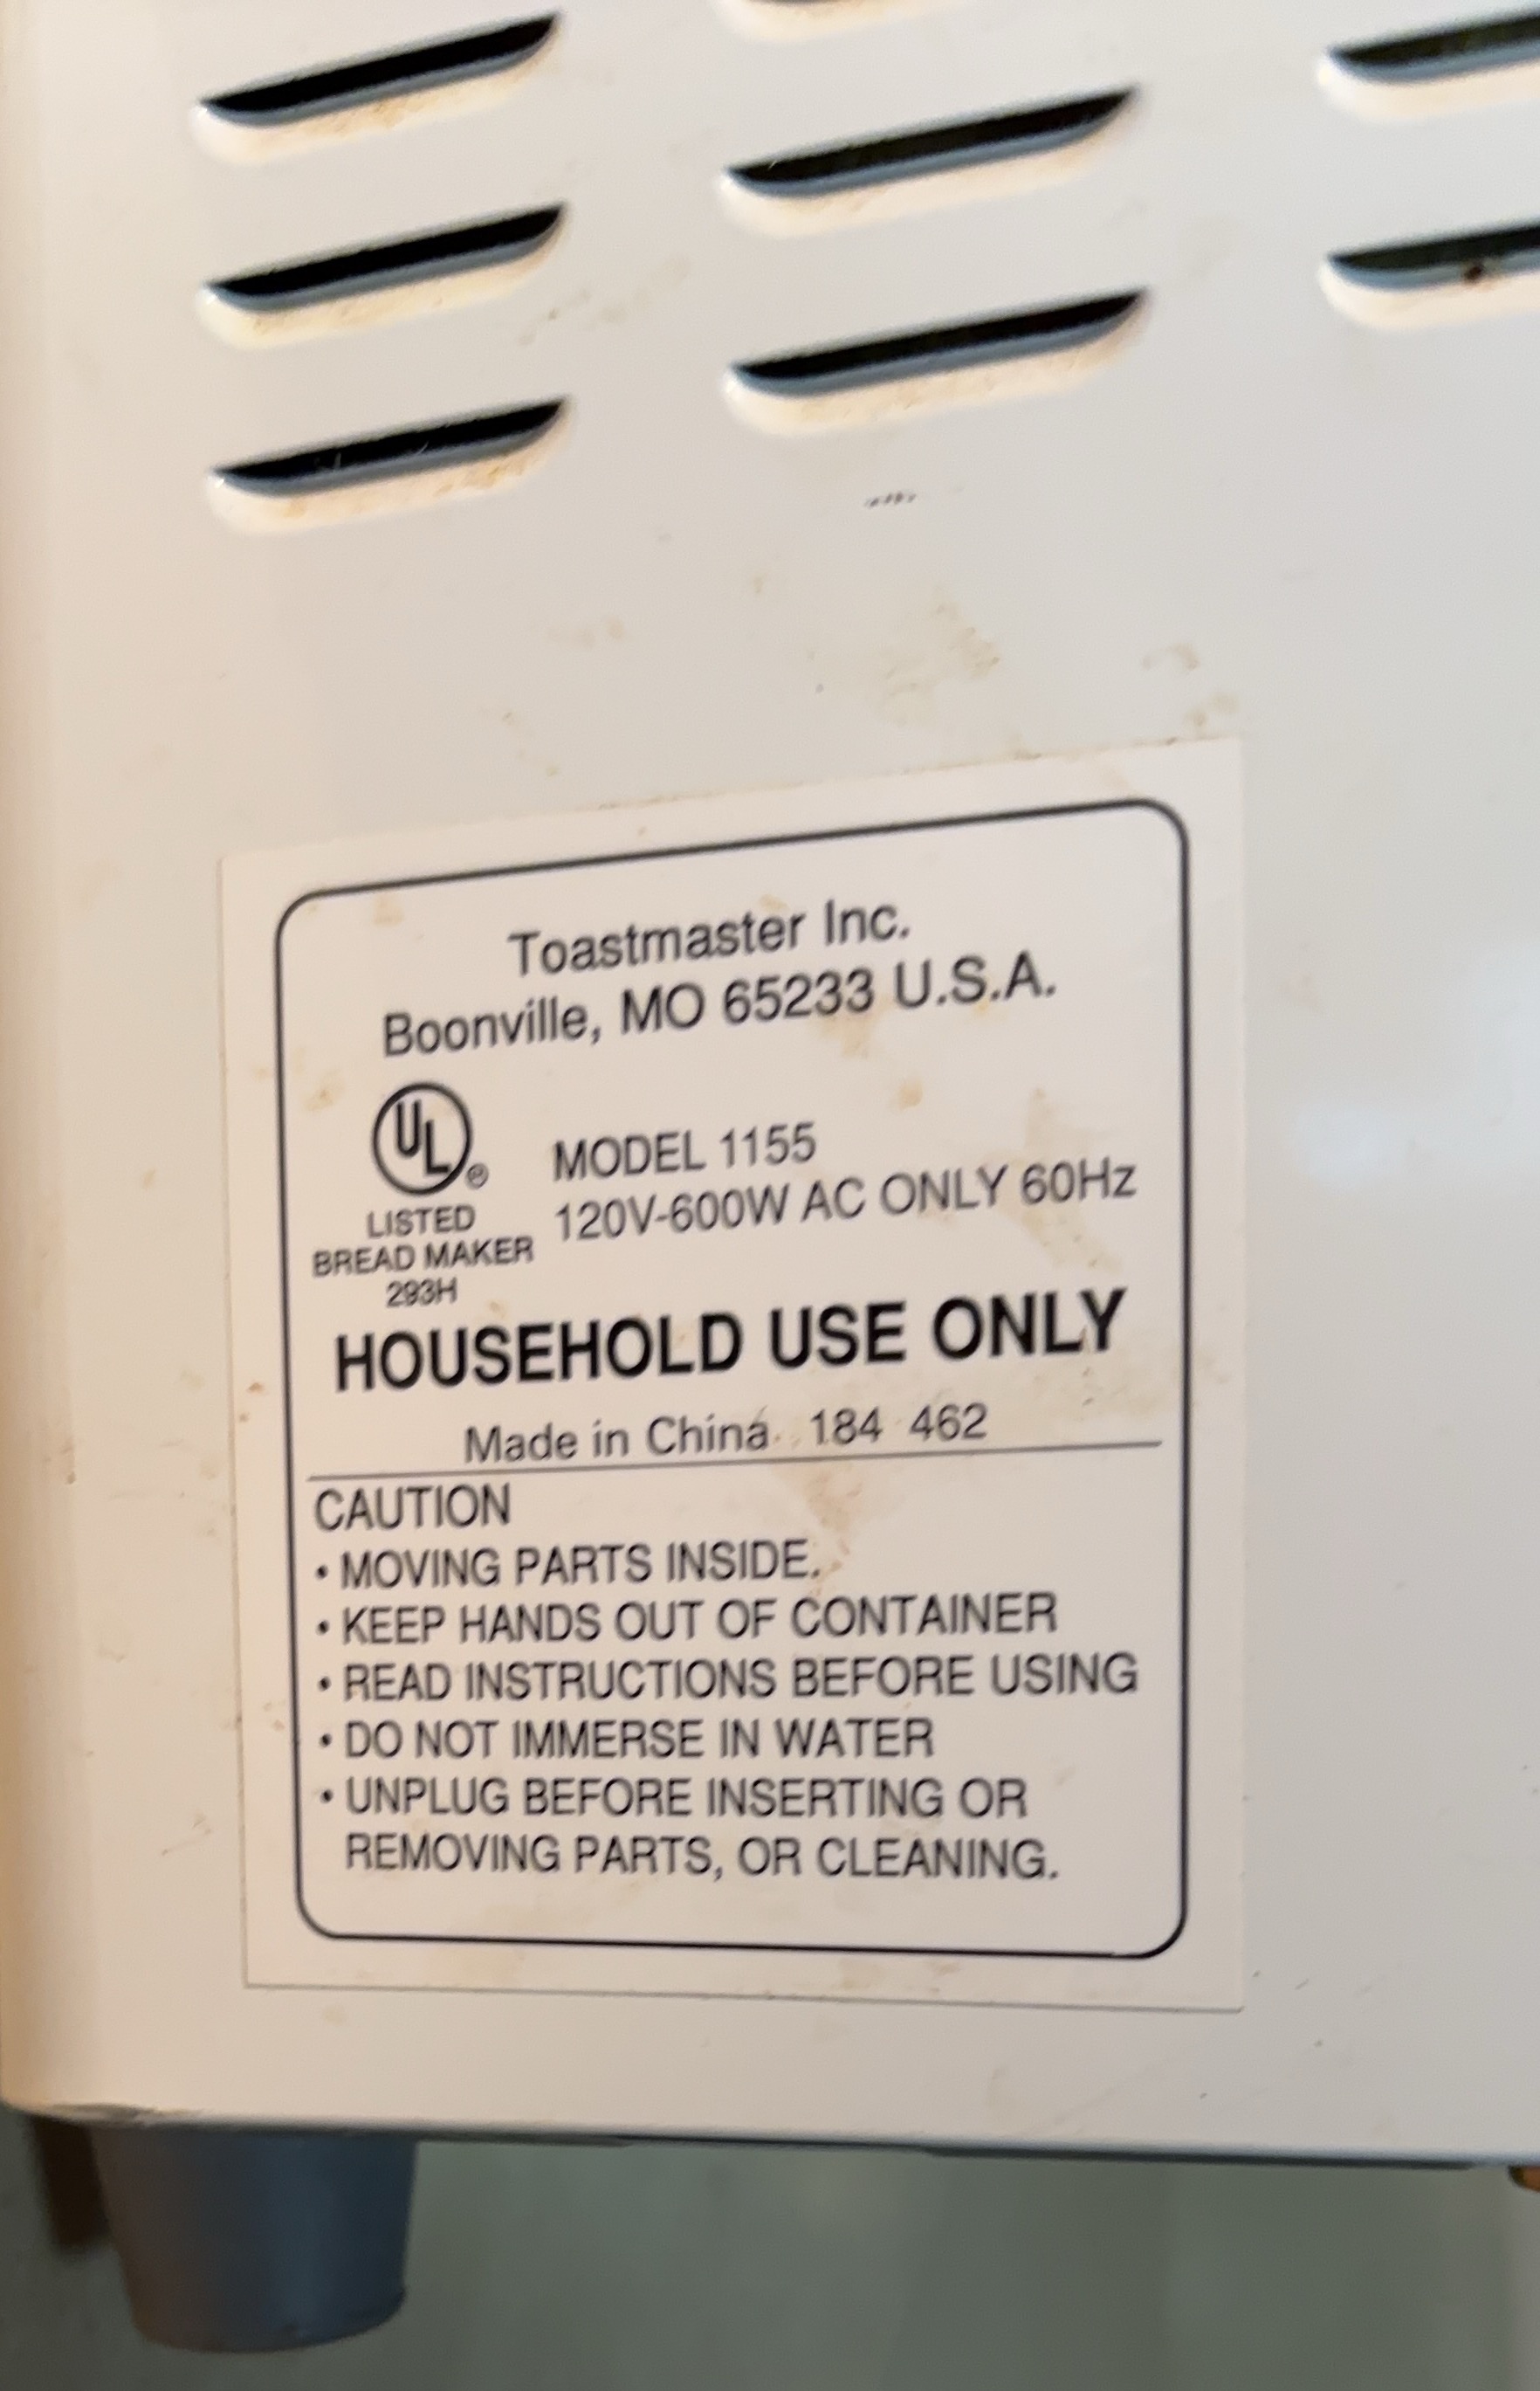 Toastmaster Inc.
Boonville, MO 65233 U.S.A.
UL®
LISTED
BREAD MAKER
293H
MODEL 1155
120V-600W AC ONLY 60Hz
HOUSEHOLD USE ONLY
Made in China 184 462
CAUTION
• MOVING PARTS INSIDE.
• KEEP HANDS OUT OF CONTAINER
• READ INSTRUCTIONS BEFORE USING
• DO NOT IMMERSE IN WATER
• UNPLUG BEFORE INSERTING OR
REMOVING PARTS, OR CLEANING.